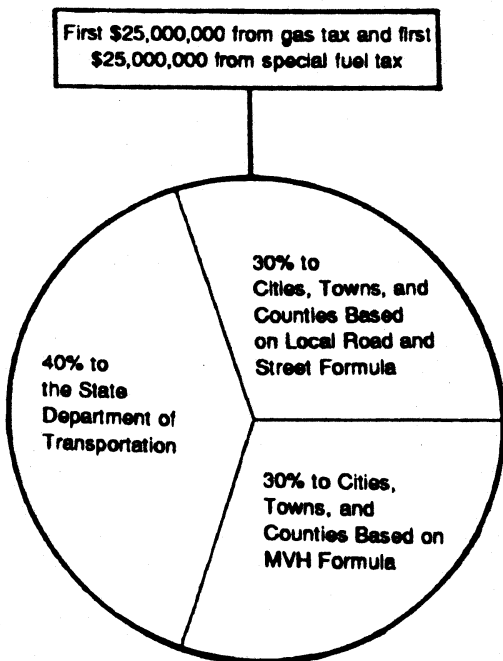 First $25,000,000 from gas tax and first
$25,000,000 from special fuel tax
30% to
Cities, Towns, and
Counties Based
on Local Road and
Street Formula
40% to
the State
Department of
Transportation
30% to Cities,
Towns, and
Counties Based on
MVH Formula